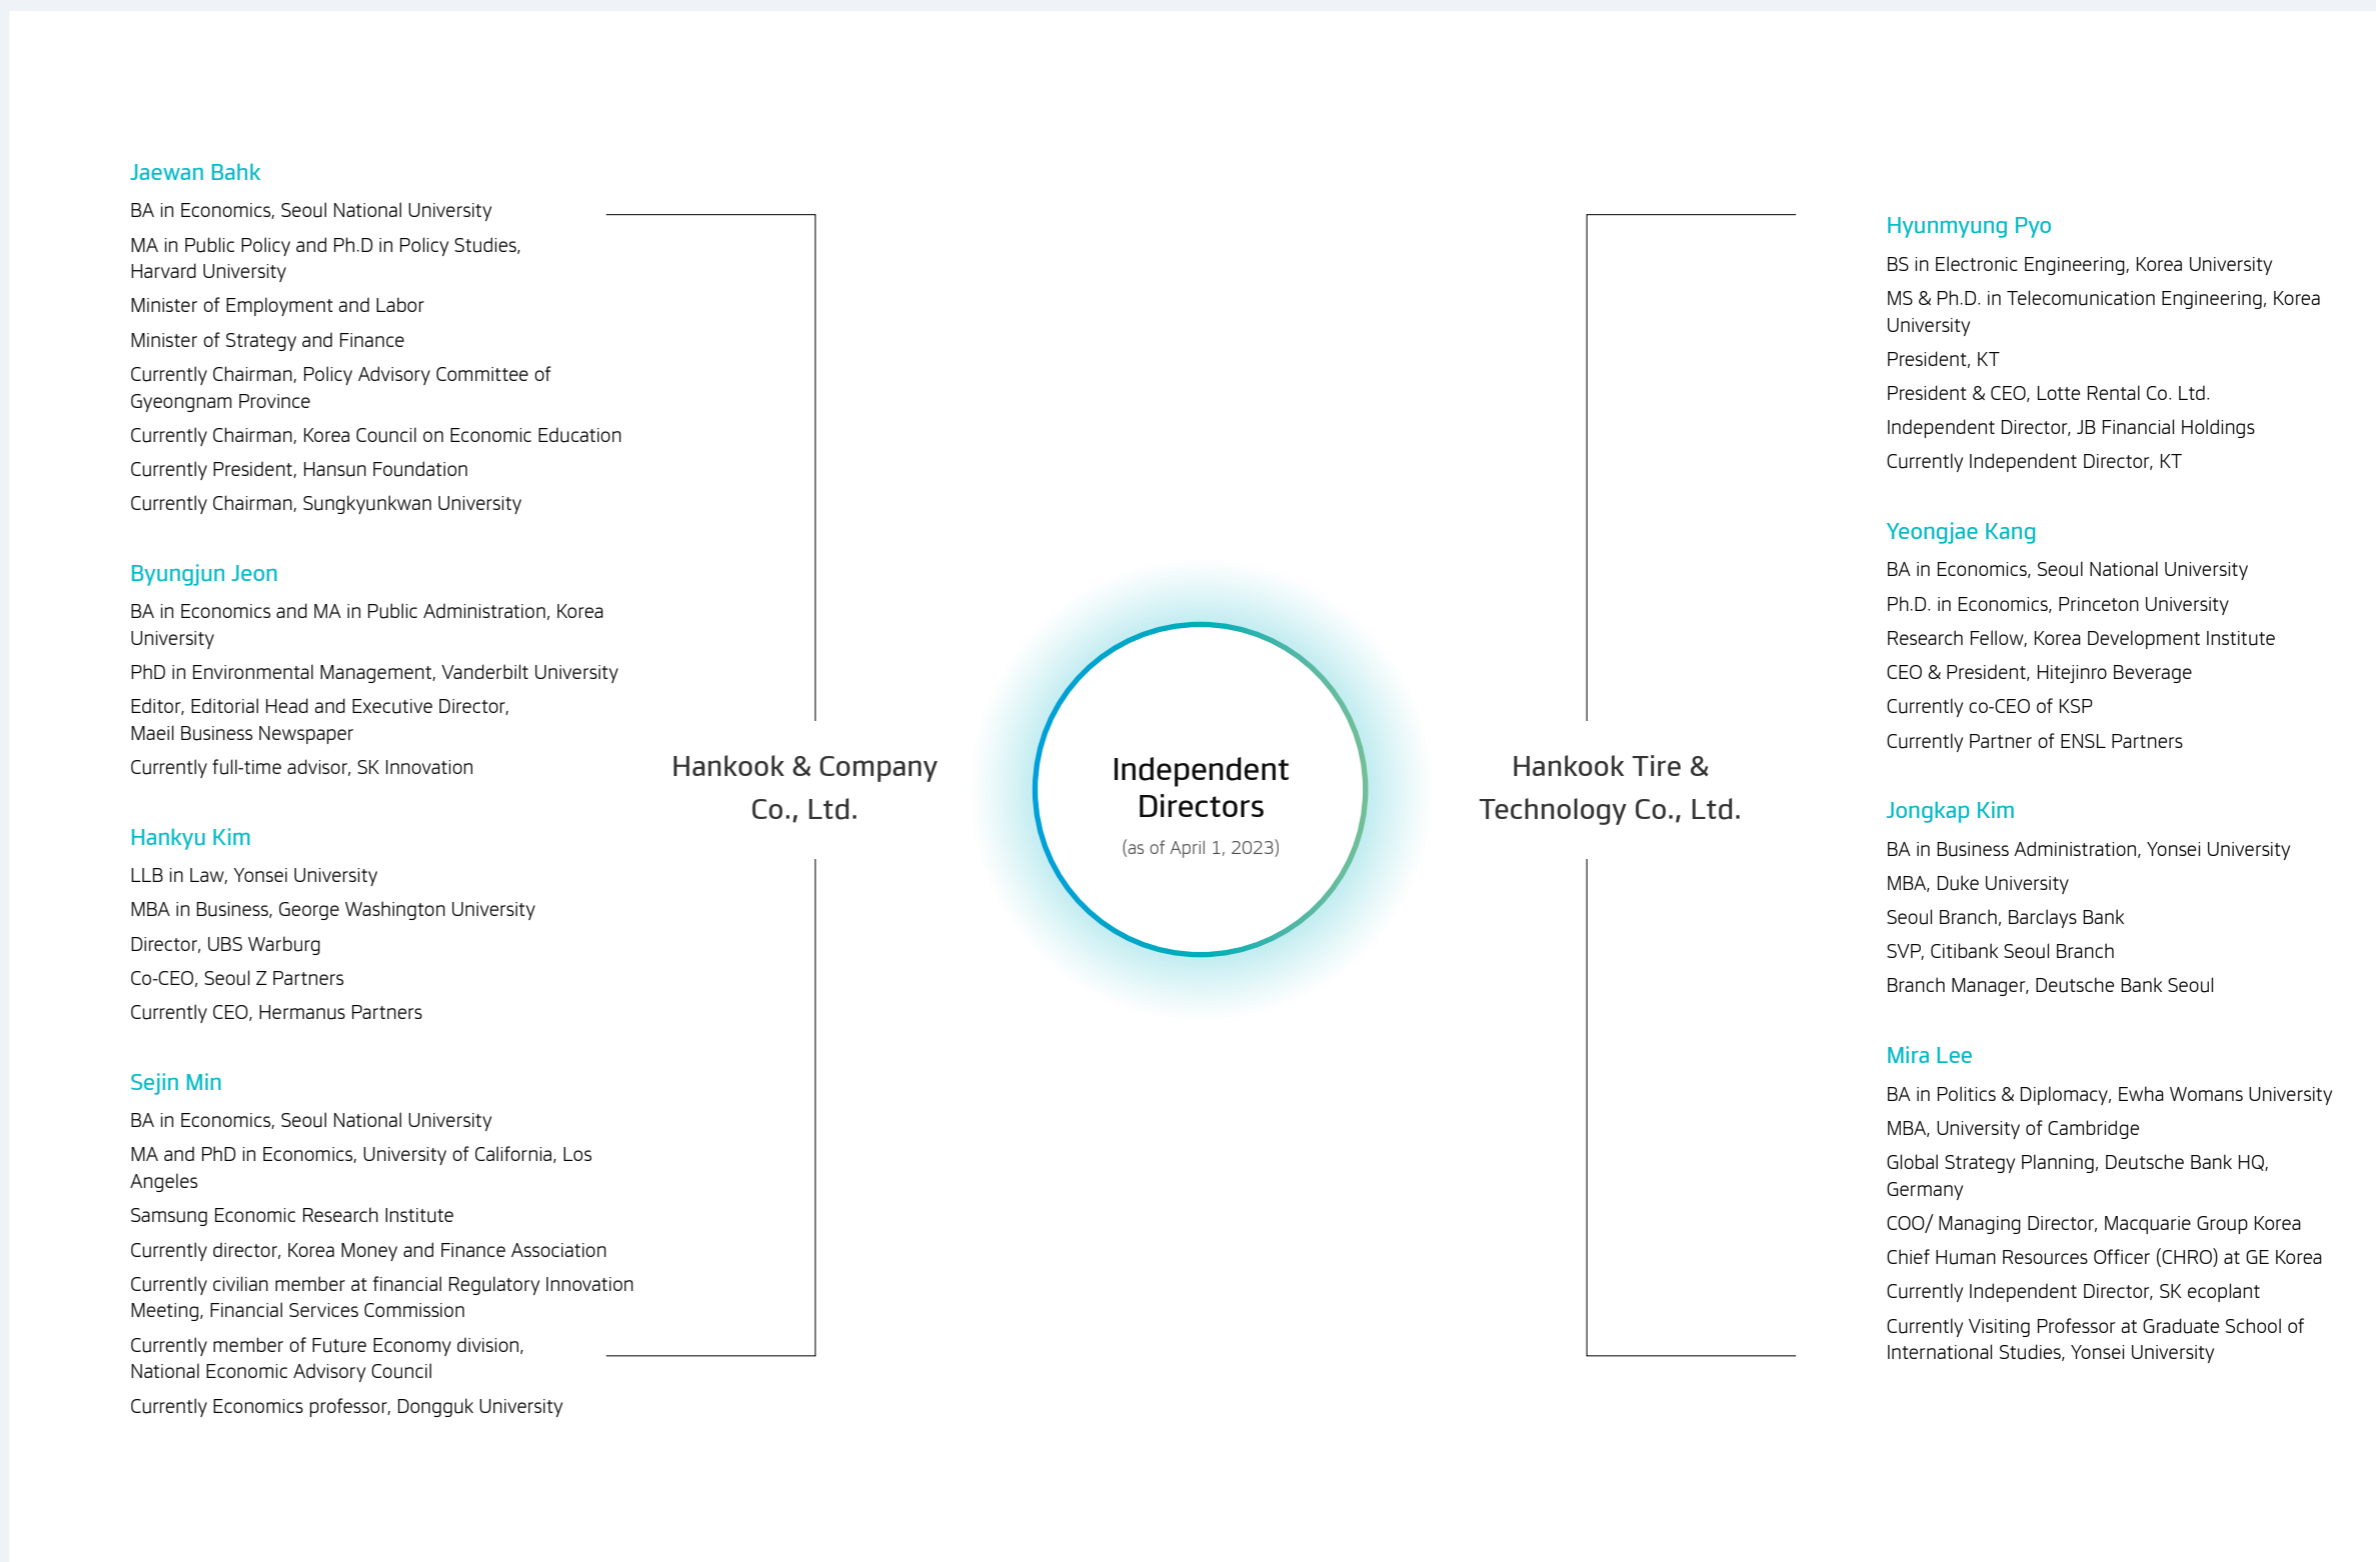 Jaewan Bahk
BA in Economics, Seoul National University
MA in Public Policy and Ph.D in Policy Studies,
Harvard University
Minister of Employment and Labor
Minister of Strategy and Finance
Currently Chairman, Policy Advisory Committee of
Gyeongnam Province
Currently Chairman, Korea Council on Economic Education
Currently President, Hansun Foundation
Currently Chairman, Sungkyunkwan University
Byungjun Jeon
BA in Economics and MA in Public Administration, Korea
University
PhD in Environmental Management, Vanderbilt University
Editor, Editorial Head and Executive Director,
Maeil Business Newspaper
Currently full-time advisor, SK Innovation
Hankyu Kim
LLB in Law, Yonsei University
MBA in Business, George Washington University
Director, UBS Warburg
Co-CEO, Seoul Z Partners
Currently CEO, Hermanus Partners
Sejin Min
BA in Economics, Seoul National University
MA and PhD in Economics, University of California, Los
Angeles
Samsung Economic Research Institute
Currently director, Korea Money and Finance Association
Currently civilian member at financial Regulatory Innovation
Meeting, Financial Services Commission
Currently member of Future Economy division,
National Economic Advisory Council
Currently Economics professor, Dongguk University
Hankook & Company
Co., Ltd.
Independent
Directors
(as of April 1, 2023)
Hankook Tire &
Technology Co., Ltd.
Hyunmyung Pyo
BS in Electronic Engineering, Korea University
MS & Ph.D. in Telecomunication Engineering, Korea
University
President, KT
President & CEO, Lotte Rental Co. Ltd.
Independent Director, JB Financial Holdings
Currently Independent Director, KT
Yeongjae Kang
BA in Economics, Seoul National University
Ph.D. in Economics, Princeton University
Research Fellow, Korea Development Institute
CEO & President, Hitejinro Beverage
Currently co-CEO of KSP
Currently Partner of ENSL Partners
Jongkap Kim
BA in Business Administration, Yonsei University
MBA, Duke University
Seoul Branch, Barclays Bank
SVP, Citibank Seoul Branch
Branch Manager, Deutsche Bank Seoul
Mira Lee
BA in Politics & Diplomacy, Ewha Womans University
MBA, University of Cambridge
Global Strategy Planning, Deutsche Bank HQ,
Germany
COO/ Managing Director, Macquarie Group Korea
Chief Human Resources Officer (CHRO) at GE Korea
Currently Independent Director, SK ecoplant
Currently Visiting Professor at Graduate School of
International Studies, Yonsei University